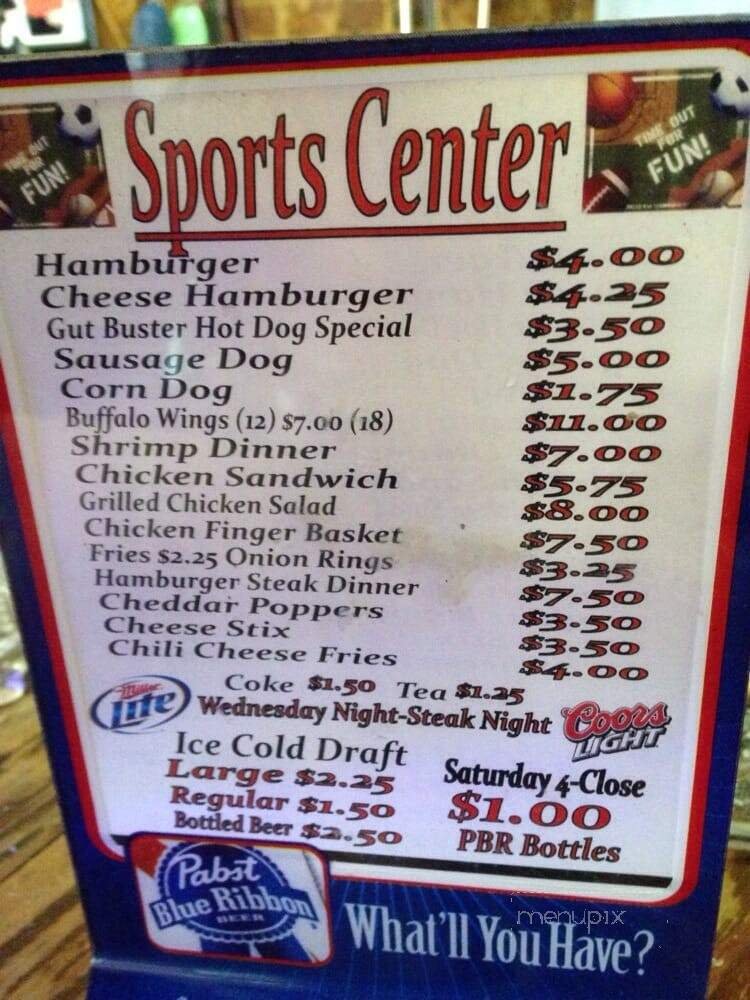 Sports Center
TIME OUT
FOR
FUN!
TIME OUT
FOR
FUN!
Hamburger $4.00
Cheese Hamburger $4.25
Gut Buster Hot Dog Special $3.50
Sausage Dog $5.00
Corn Dog $1.75
Buffalo Wings (12) $7.00 (18) $11.00
Shrimp Dinner $7.00
Chicken Sandwich $5.75
Grilled Chicken Salad $8.00
Chicken Finger Basket $7.50
Fries $2.25 Onion Rings $3.25
Hamburger Steak Dinner $7.50
Cheddar Poppers $3.50
Cheese Stix $3.50
Chili Cheese Fries $4.00
Coke $1.50 Tea $1.25
Miller
Lite
Wednesday Night-Steak Night
Coors
LIGHT
Ice Cold Draft
Large $2.25
Regular $1.50
Bottled Beer $2.50
Saturday 4-Close
$1.00
PBR Bottles
Pabst
Blue Ribbon
BEER
What'll You Have?
menupix